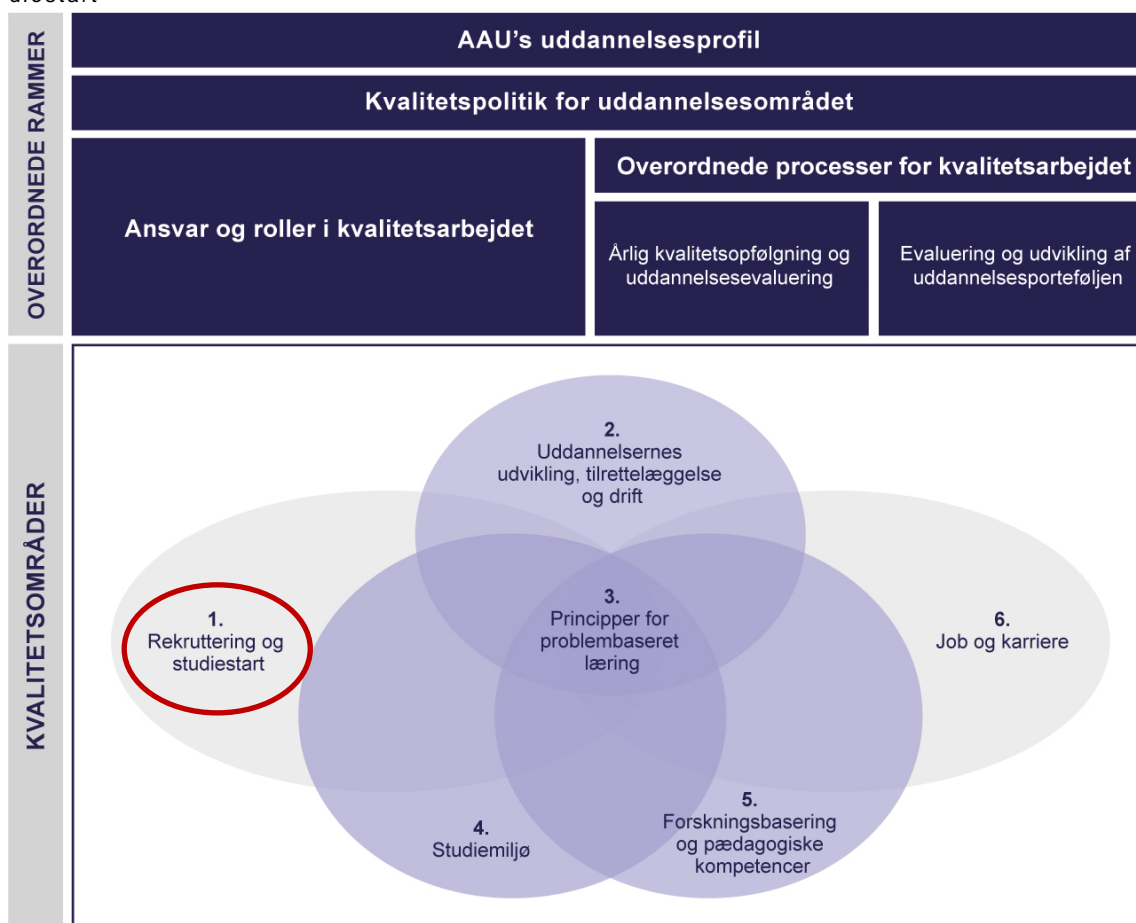 OVERORDNEDE RAMMER
AAU's uddannelsesprofil
Kvalitetspolitik for uddannelsesområdet
Ansvar og roller i kvalitetsarbejdet
Overordnede processer for kvalitetsarbejdet
Årlig kvalitetsopfølgning og
uddannelsesevaluering
Evaluering og udvikling af
uddannelsesporteføljen
KVALITETSOMRÅDER
1.
Rekruttering og
studiestart
2.
Uddannelsernes
udvikling, tilrettelæggelse
og drift
3.
Principper for
problembaseret
læring
4.
Studiemiljø
5.
Forskningsbasering
og pædagogiske
kompetencer
6.
Job og karriere